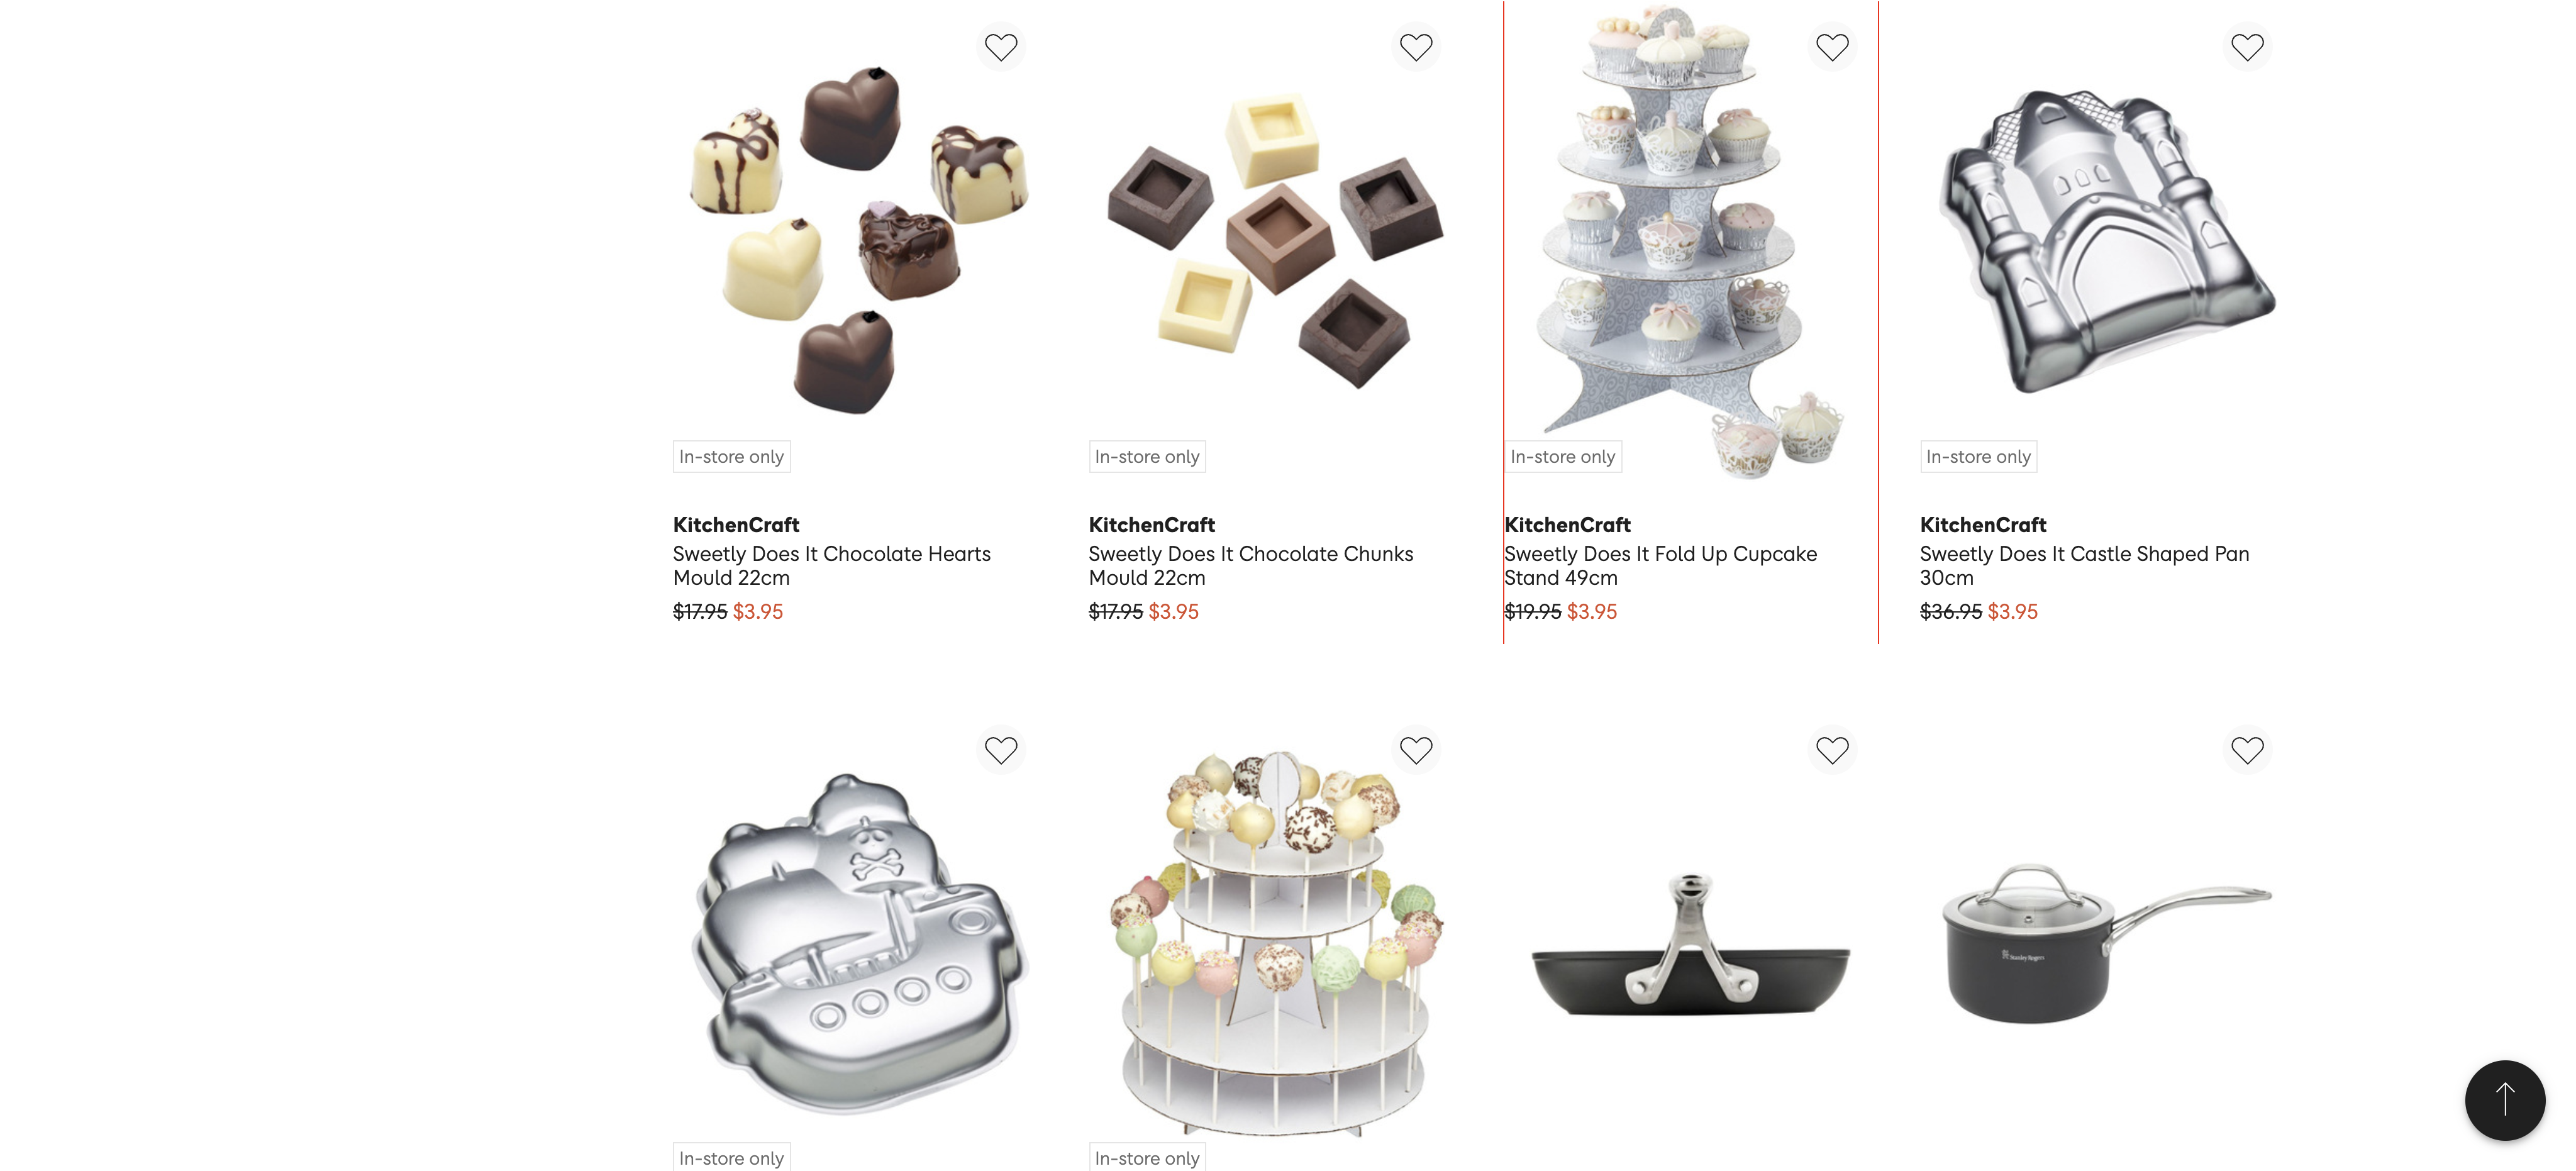 In-store only
KitchenCraft
Sweetly Does It Chocolate Hearts
Mould 22cm
$17.95 $3.95
In-store only
KitchenCraft
Sweetly Does It Chocolate Chunks
Mould 22cm
$17.95 $3.95
In-store only
KitchenCraft
Sweetly Does It Fold Up Cupcake
Stand 49cm
$19.95 $3.95
In-store only
KitchenCraft
Sweetly Does It Castle Shaped Pan
30cm
$36.95 $3.95
In-store only
In-store only
Stanley Rogers